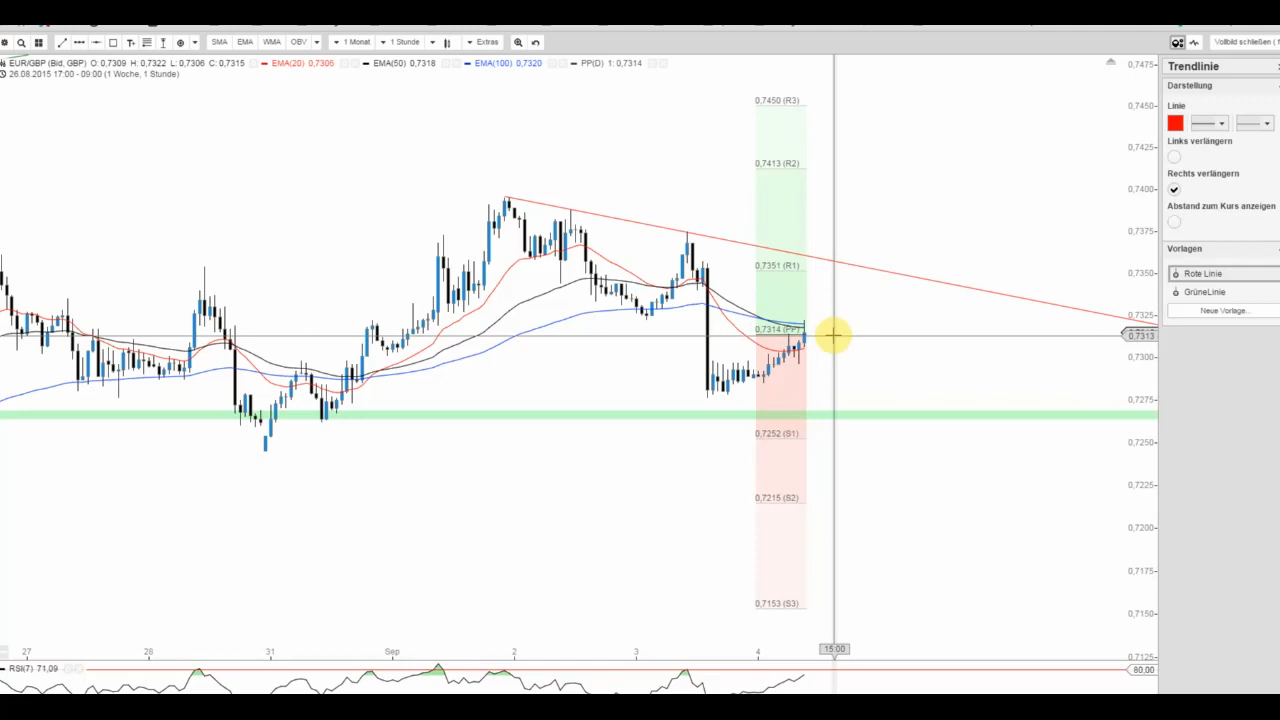 SMA EMA WMA OBV 1 Monat 1 Stunde Extras Vollbild schließen (
EUR/GBP (Bid, GBP) O: 0,7309 H: 0,7322 L: 0,7306 C: 0,7315 EMA(20) 0,7306 EMA(50) 0,7318 EMA(100) 0,7320 PP(D) 1: 0,7314
26.08.2015 17:00 - 09:00 (1 Woche, 1 Stunde)
Trendlinie
Darstellung
Linie
Links verlängern
Rechts verlängern
Abstand zum Kurs anzeigen
Vorlagen
Rote Linie
GrüneLinie
Neue Vorlage...
0,7450 (R3)
0,7413 (R2)
0,7351 (R1)
0,7314 (PP)
0,7252 (S1)
0,7215 (S2)
0,7153 (S3)
0,7475
0,7450
0,7425
0,7400
0,7375
0,7350
0,7325
0,7313
0,7300
0,7275
0,7250
0,7225
0,7200
0,7175
0,7150
0,7125
27 28 31 Sep 2 3 4 15:00
RSI(7) 71,09
80,00